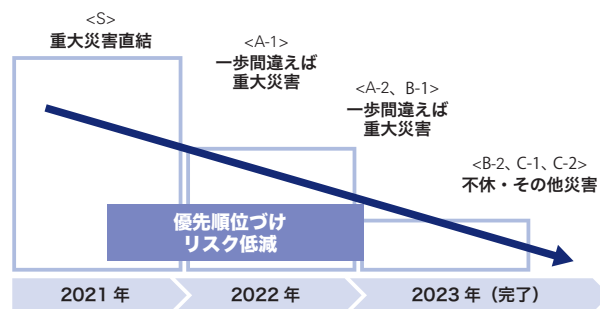 <S>
重大災害直結
<A-1>
一歩間違えば
重大災害
<A-2、B-1>
一歩間違えば
重大災害
<B-2、C-1、C-2>
不休・その他災害
優先順位づけ
リスク低減
2021 年
2022 年
2023 年（完了）